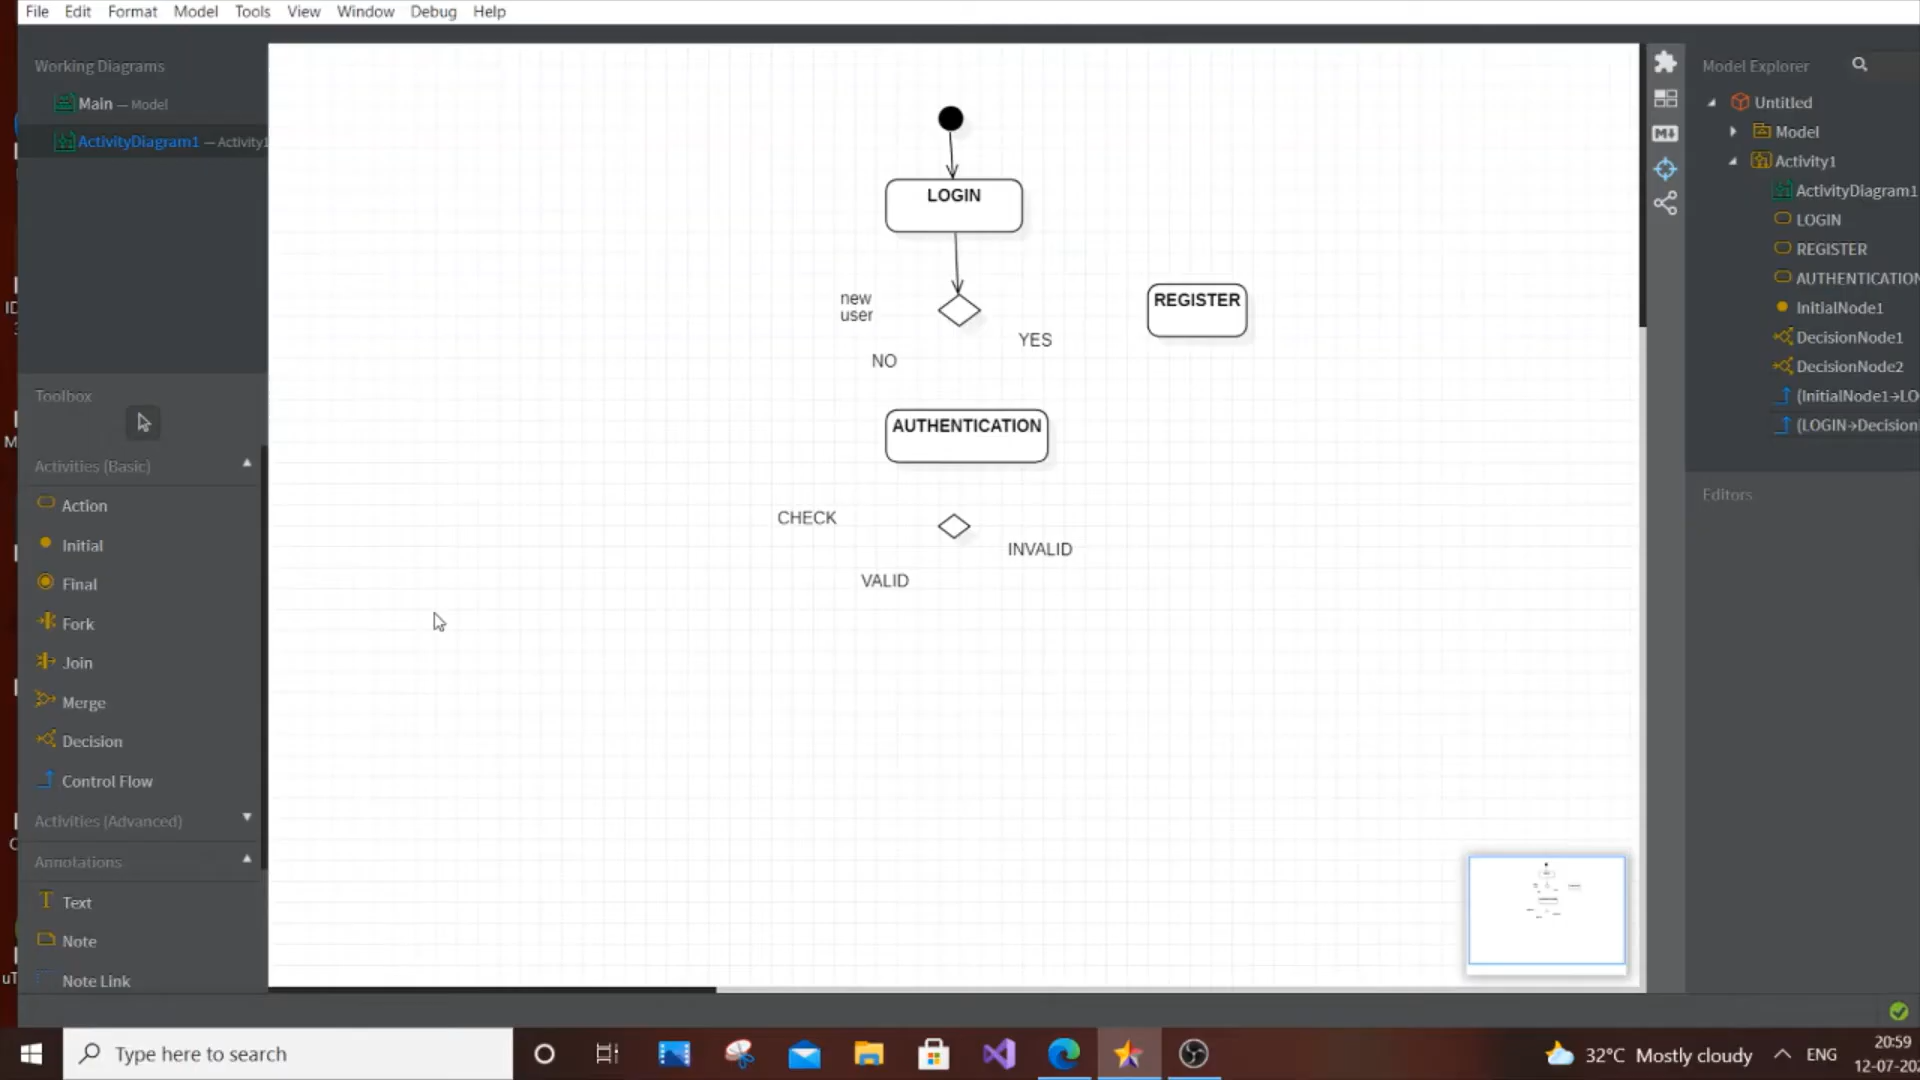 File Edit Format Model Tools View Window Debug Help
Working Diagrams
Main — Model
ActivityDiagram1 — Activity1
Toolbox
Activities (Basic)
Action
Initial
Final
Fork
Join
Merge
Decision
Control Flow
Activities (Advanced)
Annotations
Text
Note
Note Link
LOGIN
new
user
YES
NO
REGISTER
AUTHENTICATION
CHECK
INVALID
VALID
Model Explorer
Untitled
Model
Activity1
ActivityDiagram1
LOGIN
REGISTER
AUTHENTICATION
InitialNode1
DecisionNode1
DecisionNode2
(InitialNode1→LO
(LOGIN→Decision
Editors
Type here to search
32°C Mostly cloudy
ENG
20:59
12-07-202